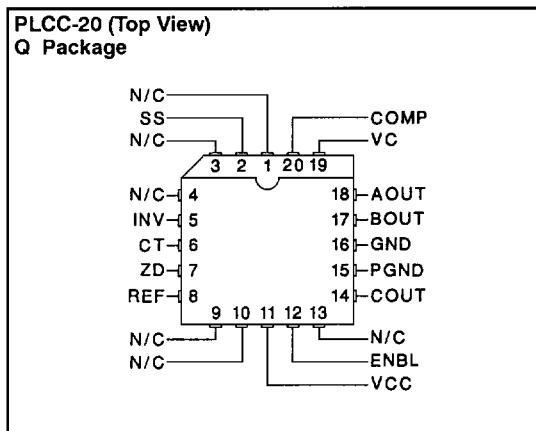 PLCC-20 (Top View)
Q Package
N/C
SS
N/C
COMP
VC
3 2 1 20 19
N/C 4
INV 5
CT 6
ZD 7
REF 8
18 AOUT
17 BOUT
16 GND
15 PGND
14 COUT
9 10 11 12 13
N/C
N/C
N/C
ENBL
VCC